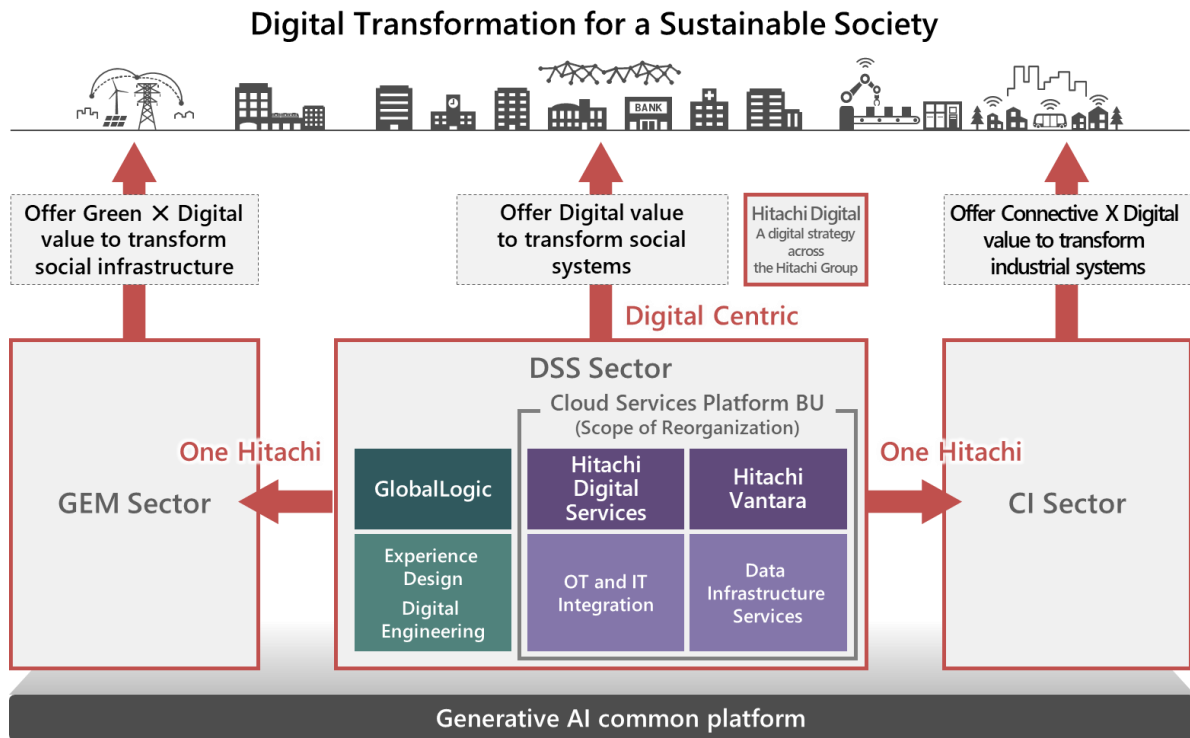 Digital Transformation for a Sustainable Society
BANK
Offer Green × Digital
value to transform
social infrastructure
Offer Digital value
to transform social
systems
Hitachi Digital
A digital strategy
across
the Hitachi Group
Offer Connective X Digital
value to transform
industrial systems
Digital Centric
DSS Sector
Cloud Services Platform BU
(Scope of Reorganization)
One Hitachi
One Hitachi
GEM Sector
GlobalLogic
Hitachi
Digital
Services
Hitachi
Vantara
CI Sector
Experience
Design
Digital
Engineering
OT and IT
Integration
Data
Infrastructure
Services
Generative AI common platform